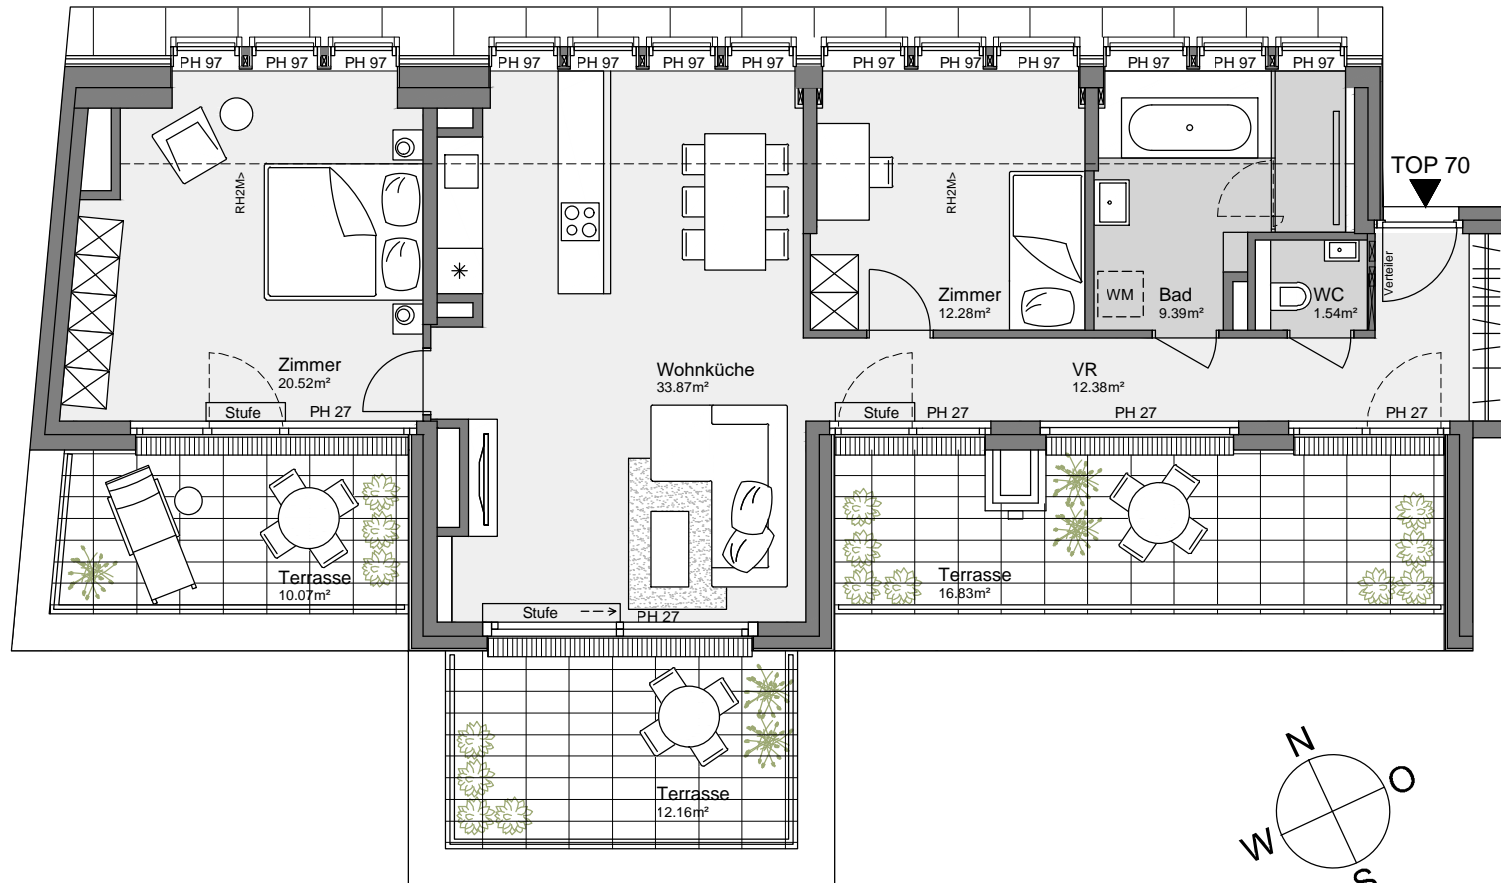 PH 97 PH 97 PH 97 PH 97 PH 97 PH 97 PH 97 PH 97 PH 97 PH 97 PH 97 PH 97 PH 97
TOP 70
RH2M>
RH2M>
Verteiler
Zimmer
20.52m²
Wohnküche
33.87m²
Zimmer
12.28m²
WM
Bad
9.39m²
WC
1.54m²
VR
12.38m²
Stufe
PH 27
Stufe
PH 27
PH 27
PH 27
Terrasse
10.07m²
Terrasse
16.83m²
Stufe
PH 27
Terrasse
12.16m²
N
O
W
S